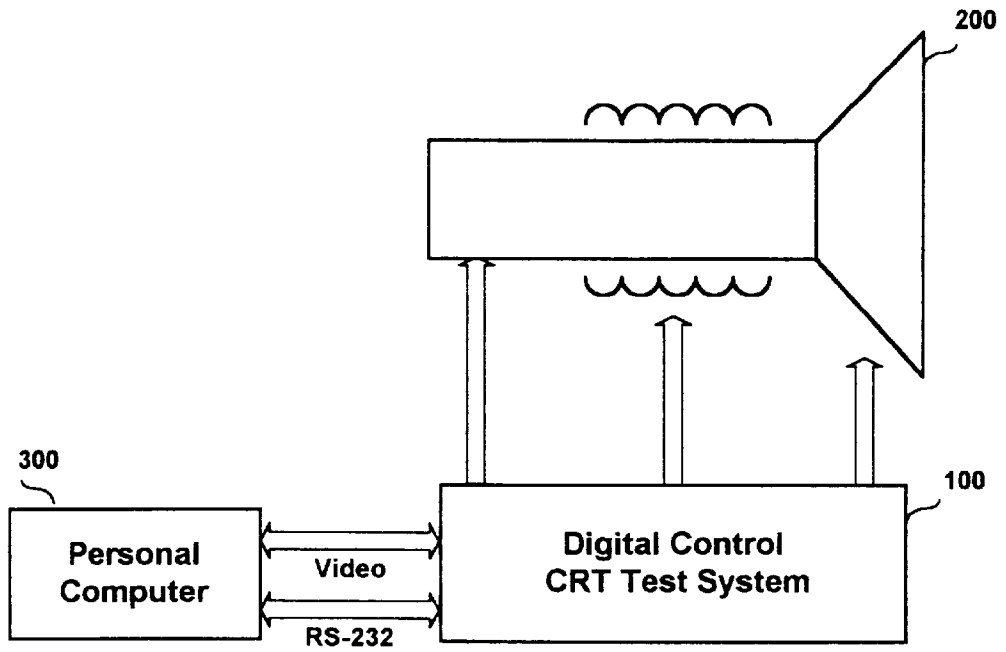 200
300
100
Personal
Computer
Video
RS-232
Digital Control
CRT Test System